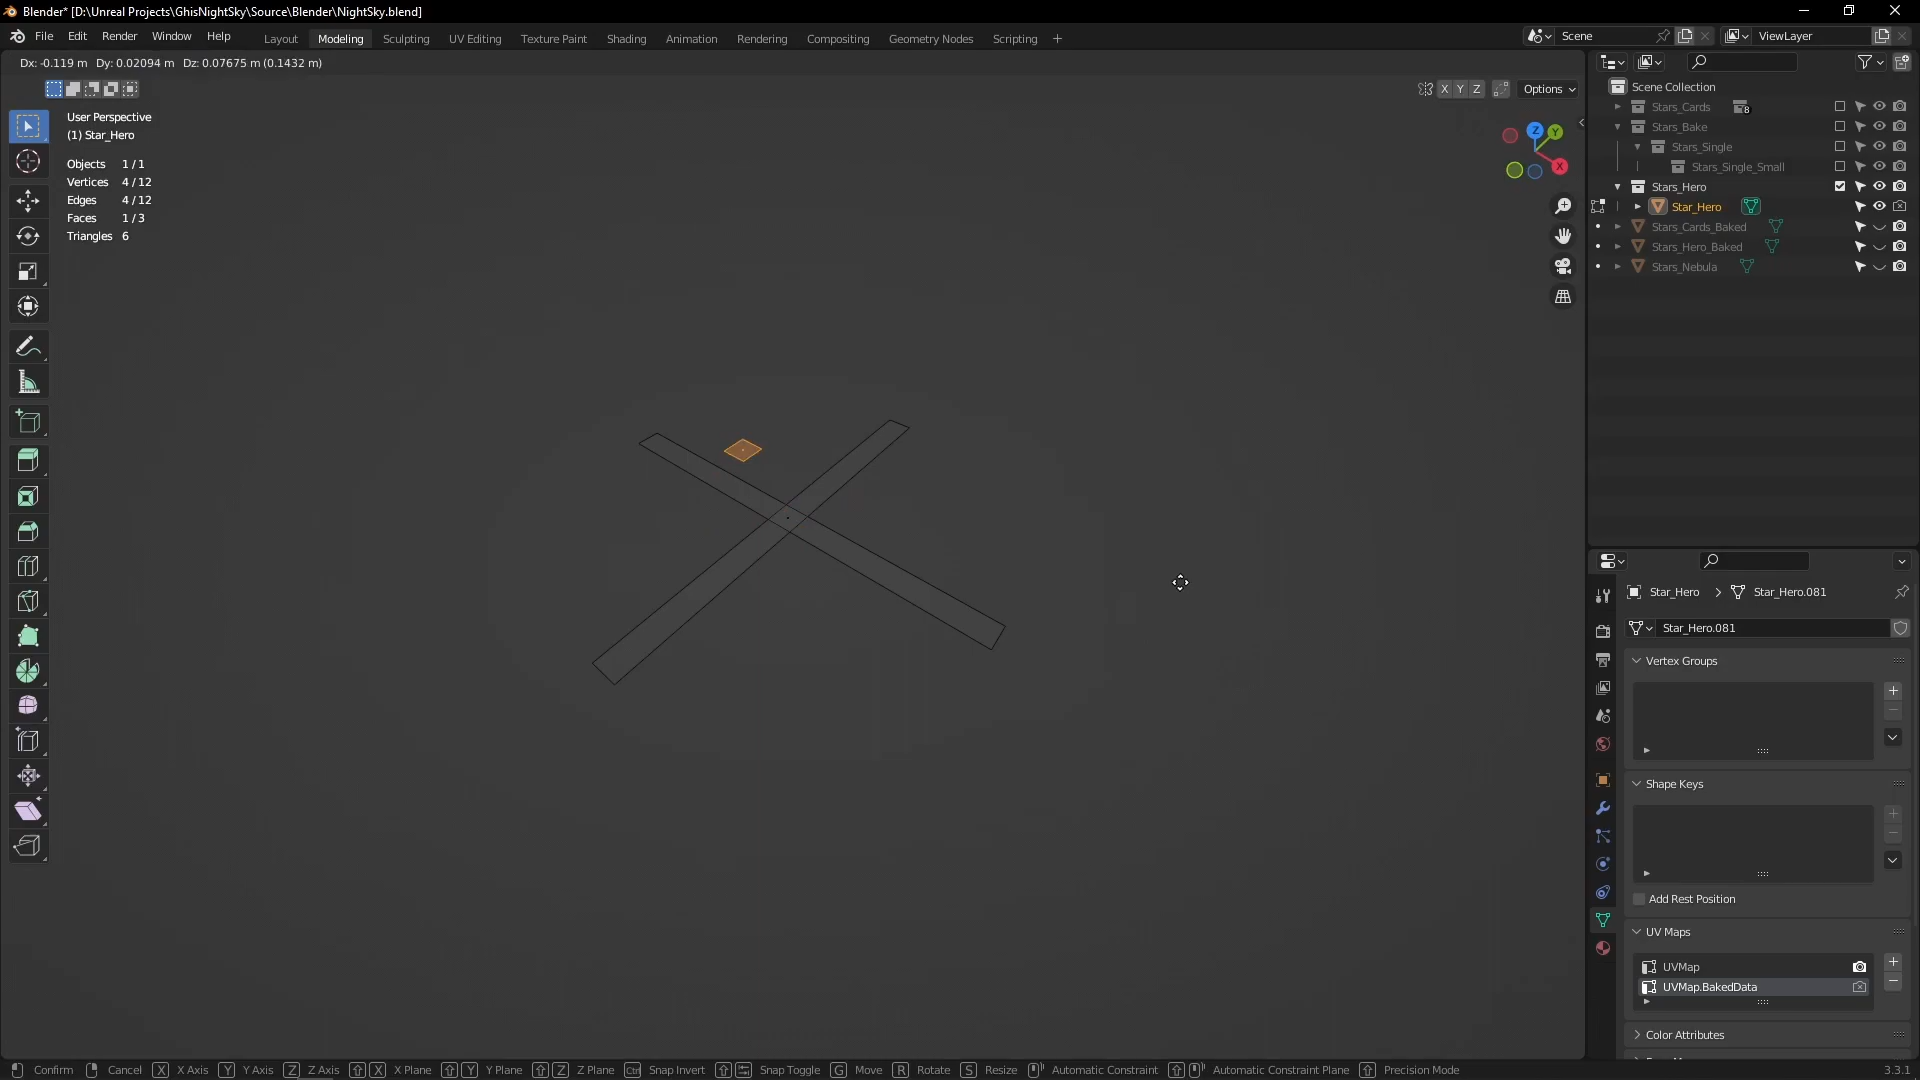 Blender* [D:\Unreal Projects\GhisNightSky\Source\Blender\NightSky.blend]
File Edit Render Window Help Layout Modeling Sculpting UV Editing Texture Paint Shading Animation Rendering Compositing Geometry Nodes Scripting + Scene ViewLayer
Dx: -0.119 m Dy: 0.02094 m Dz: 0.07675 m (0.1432 m)
X Y Z Options
User Perspective
(1) Star_Hero
Objects 1/1
Vertices 4/12
Edges 4/12
Faces 1/3
Triangles 6
Z Y
X
Scene Collection
Stars_Cards 8
Stars_Bake
Stars_Single
Stars_Single_Small
Stars_Hero
Star_Hero
Stars_Cards_Baked
Stars_Hero_Baked
Stars_Nebula
Star_Hero > Star_Hero.081
Star_Hero.081
Vertex Groups
Shape Keys
Add Rest Position
UV Maps
UVMap
UVMap.BakedData
Color Attributes
Confirm Cancel X X Axis Y Y Axis Z Z Axis X X Plane Y Y Plane Z Z Plane Ctrl Snap Invert Snap Toggle G Move R Rotate S Resize Automatic Constraint Automatic Constraint Plane Precision Mode 3.3.1